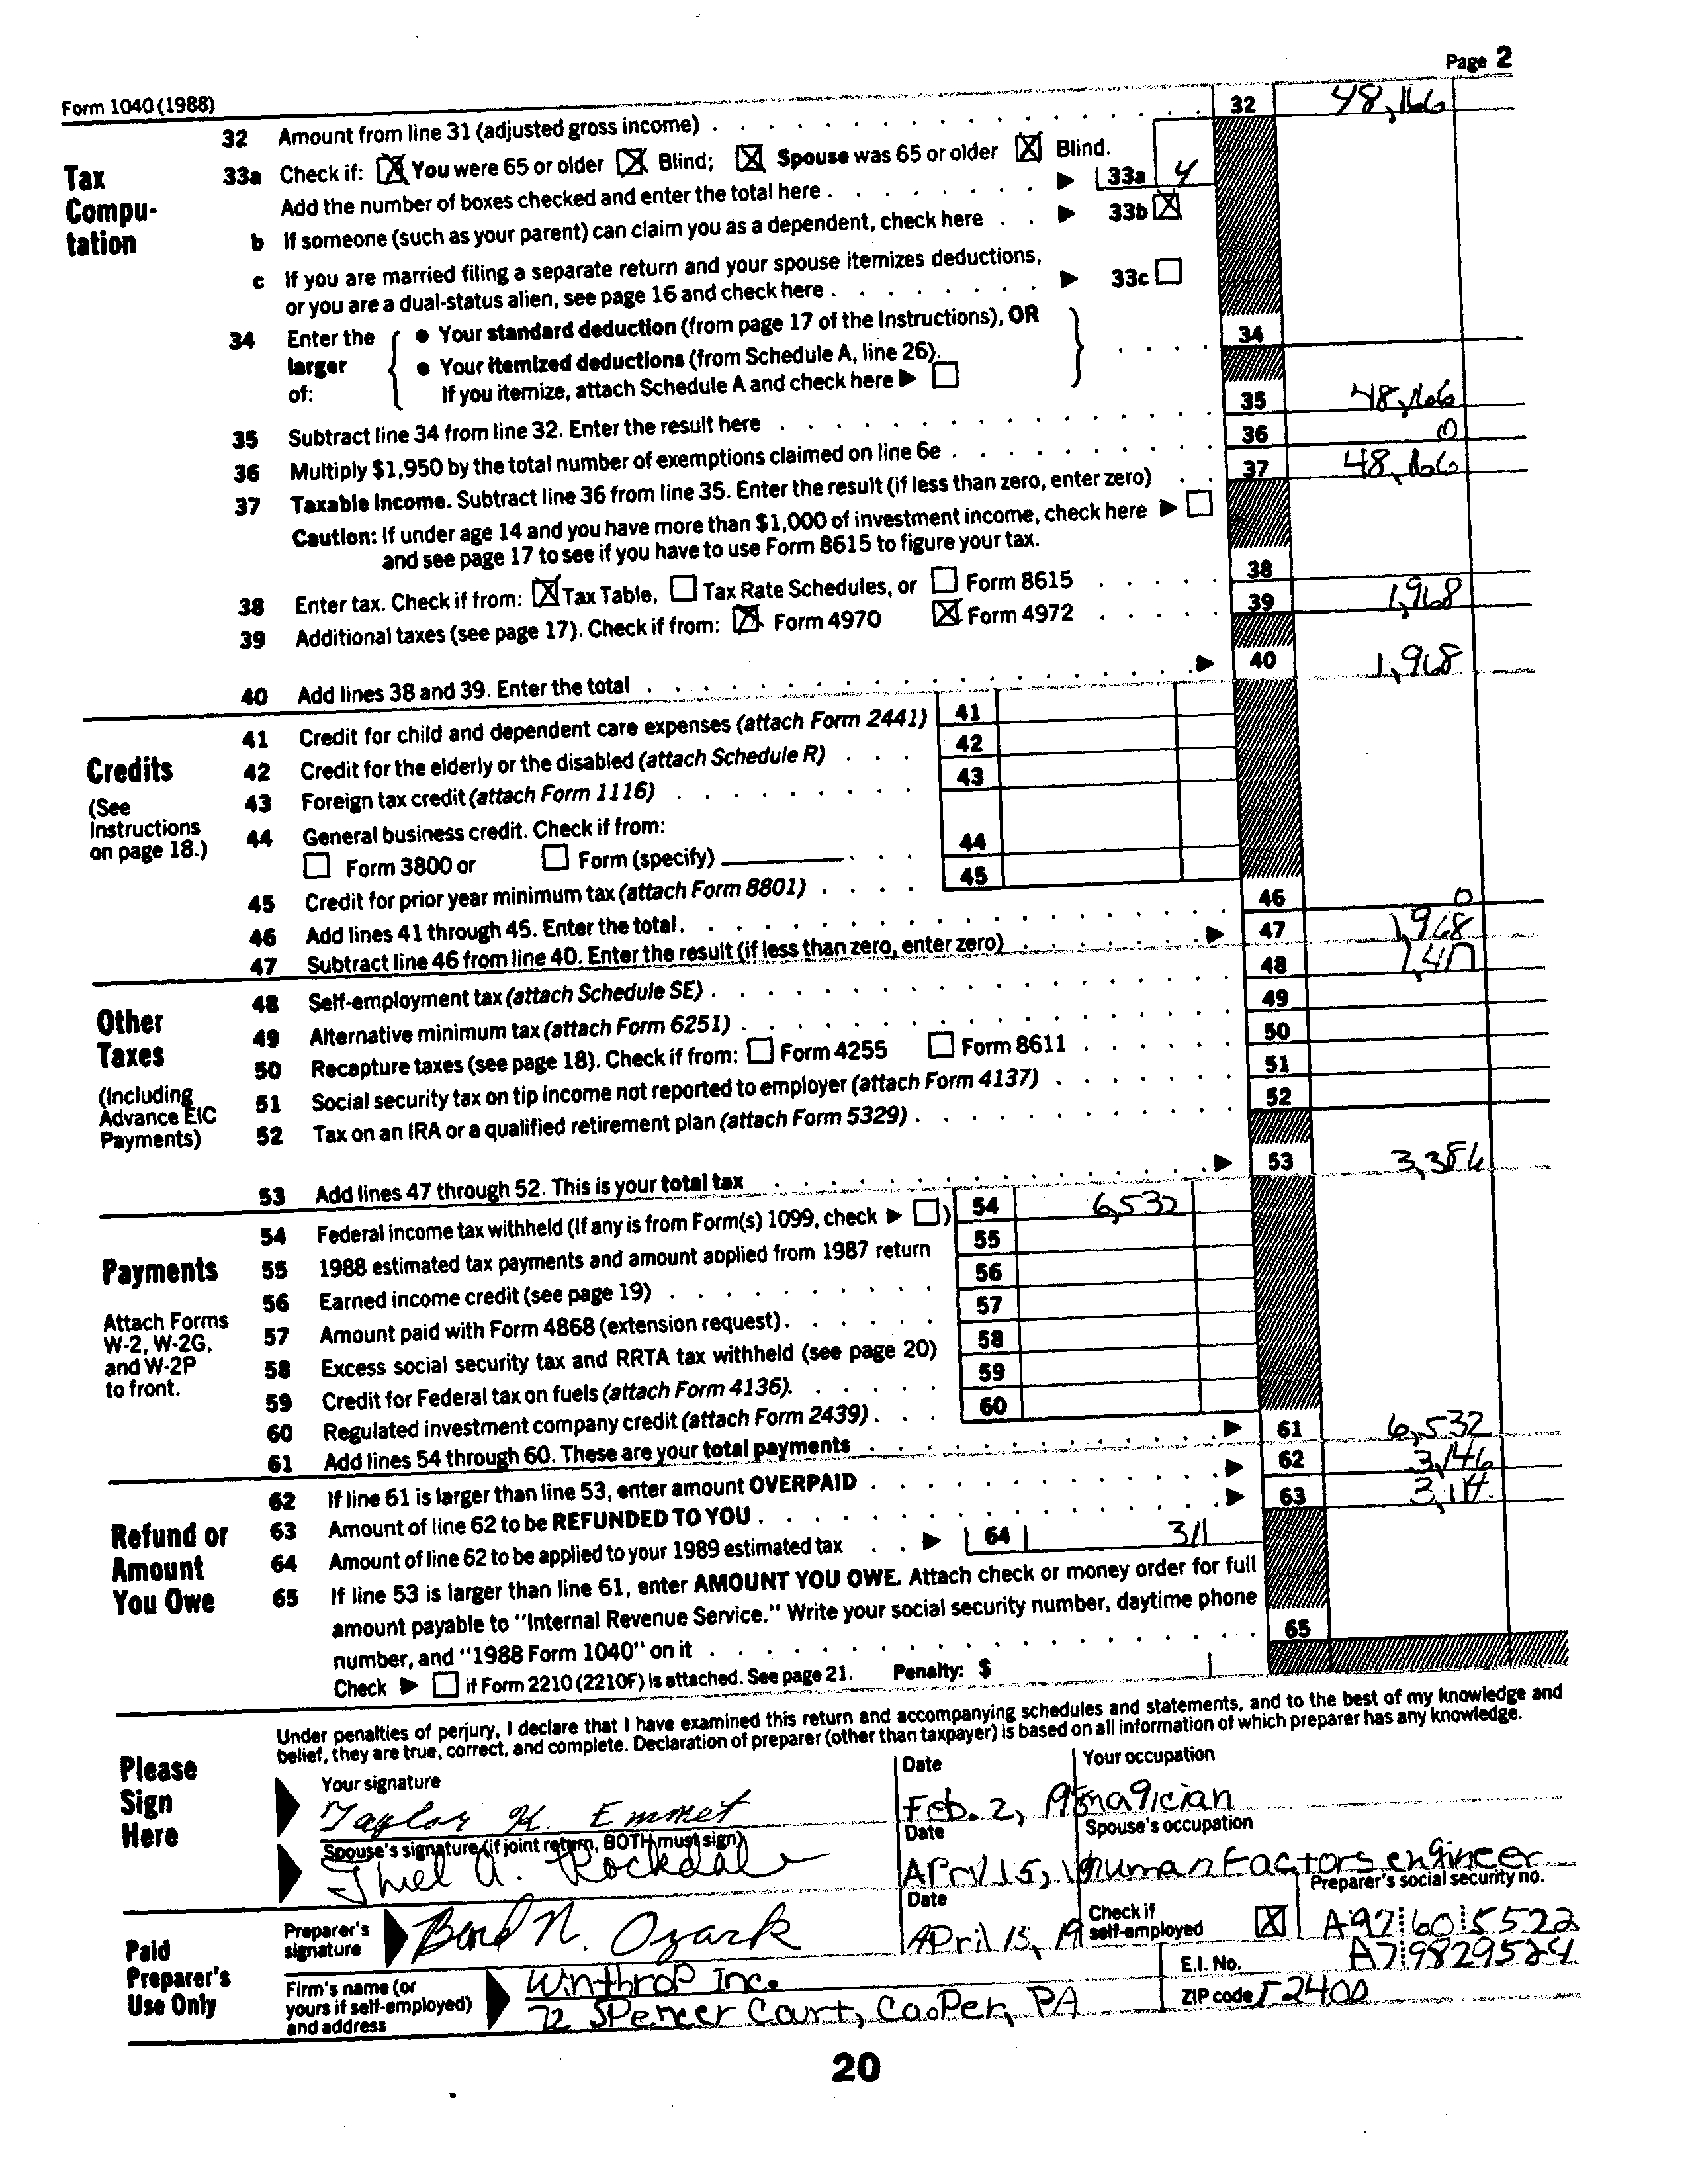 Form 1040 (1988)
Page 2
Tax Compu-tation
32 Amount from line 31 (adjusted gross income) 32 48,166
33a Check if: X You were 65 or older X Blind; X Spouse was 65 or older X Blind.
Add the number of boxes checked and enter the total here ▶ 33a 4
b If someone (such as your parent) can claim you as a dependent, check here ▶ 33b X
c If you are married filing a separate return and your spouse itemizes deductions,
or you are a dual-status alien, see page 16 and check here ▶ 33c
34 Enter the larger of: { ● Your standard deduction (from page 17 of the Instructions), OR
● Your itemized deductions (from Schedule A, line 26). } 34
If you itemize, attach Schedule A and check here ▶
35 Subtract line 34 from line 32. Enter the result here 35 48,166
36 Multiply $1,950 by the total number of exemptions claimed on line 6e 36 0
37 Taxable income. Subtract line 36 from line 35. Enter the result (if less than zero, enter zero) 37 48,166
Caution: If under age 14 and you have more than $1,000 of investment income, check here ▶
and see page 17 to see if you have to use Form 8615 to figure your tax.
38 Enter tax. Check if from: X Tax Table, Tax Rate Schedules, or Form 8615 38
39 Additional taxes (see page 17). Check if from: X Form 4970 X Form 4972 39 1,968
40 Add lines 38 and 39. Enter the total ▶ 40 1,968
Credits
(See Instructions on page 18.)
41 Credit for child and dependent care expenses (attach Form 2441) 41
42 Credit for the elderly or the disabled (attach Schedule R) 42
43 Foreign tax credit (attach Form 1116) 43
44 General business credit. Check if from:
Form 3800 or Form (specify) 44
45 Credit for prior year minimum tax (attach Form 8801) 45
46 Add lines 41 through 45. Enter the total 46 0
47 Subtract line 46 from line 40. Enter the result (if less than zero, enter zero) ▶ 47 1,968
Other Taxes
(Including Advance EIC Payments)
48 Self-employment tax (attach Schedule SE) 48 1,417
49 Alternative minimum tax (attach Form 6251) 49
50 Recapture taxes (see page 18). Check if from: Form 4255 Form 8611 50
51 Social security tax on tip income not reported to employer (attach Form 4137) 51
52 Tax on an IRA or a qualified retirement plan (attach Form 5329) 52
53 Add lines 47 through 52. This is your total tax ▶ 53 3,386
Payments
Attach Forms W-2, W-2G, and W-2P to front.
54 Federal income tax withheld (If any is from Form(s) 1099, check ▶ ) 54 6,532
55 1988 estimated tax payments and amount applied from 1987 return 55
56 Earned income credit (see page 19) 56
57 Amount paid with Form 4868 (extension request) 57
58 Excess social security tax and RRTA tax withheld (see page 20) 58
59 Credit for Federal tax on fuels (attach Form 4136) 59
60 Regulated investment company credit (attach Form 2439) 60
61 Add lines 54 through 60. These are your total payments ▶ 61 6,532
Refund or Amount You Owe
62 If line 61 is larger than line 53, enter amount OVERPAID ▶ 62 3,146
63 Amount of line 62 to be REFUNDED TO YOU ▶ 63 3,114
64 Amount of line 62 to be applied to your 1989 estimated tax ▶ 64 311
65 If line 53 is larger than line 61, enter AMOUNT YOU OWE. Attach check or money order for full
amount payable to "Internal Revenue Service." Write your social security number, daytime phone
number, and "1988 Form 1040" on it 65
Check ▶ if Form 2210 (2210F) is attached. See page 21. Penalty: $
Please Sign Here
Under penalties of perjury, I declare that I have examined this return and accompanying schedules and statements, and to the best of my knowledge and
belief, they are true, correct, and complete. Declaration of preparer (other than taxpayer) is based on all information of which preparer has any knowledge.
Your signature Date Your occupation
Taylor K. Emmet Feb. 2, 19 magician
Spouse's signature (if joint return, BOTH must sign) Date Spouse's occupation
Thiel U. Rockdale April 15, 19 human factors engineer
Paid Preparer's Use Only
Preparer's signature Date Check if self-employed X Preparer's social security no.
Bond N. Ozark April 15, 19 A97 60 5522
Firm's name (or yours if self-employed) and address
Winthrop Inc. E.I. No. A7 9829524
72 Spencer Court, Cooper, PA ZIP code F2400
20